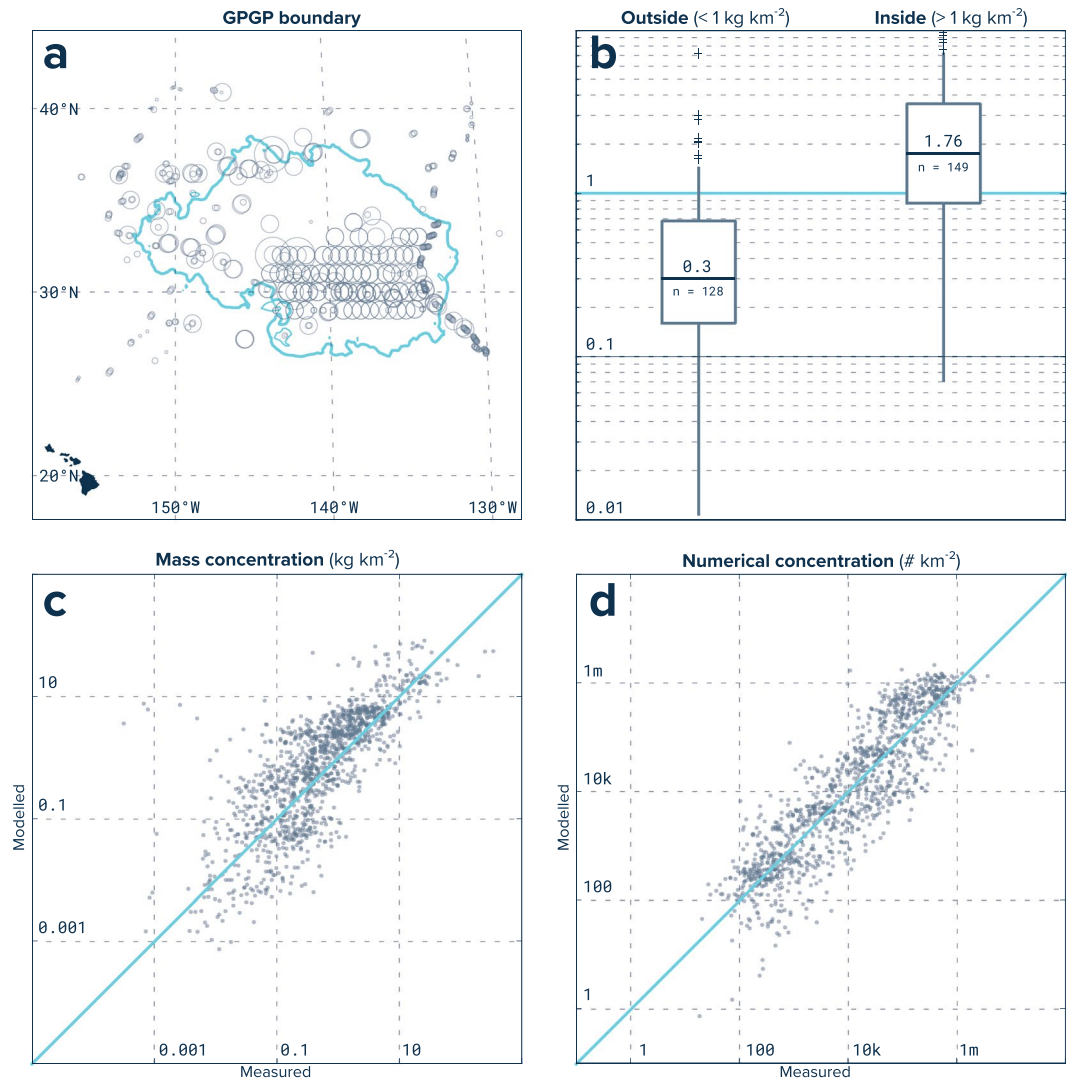 GPGP boundary
a
40°N
30°N
20°N
150°W
140°W
130°W
Outside (< 1 kg km⁻²)
Inside (> 1 kg km⁻²)
b
1.76
n = 149
1
0.3
n = 128
0.1
0.01
Mass concentration (kg km⁻²)
c
10
0.1
0.001
Modelled
0.001
0.1
10
Measured
Numerical concentration (# km⁻²)
d
1m
10k
100
1
Modelled
1
100
10k
1m
Measured